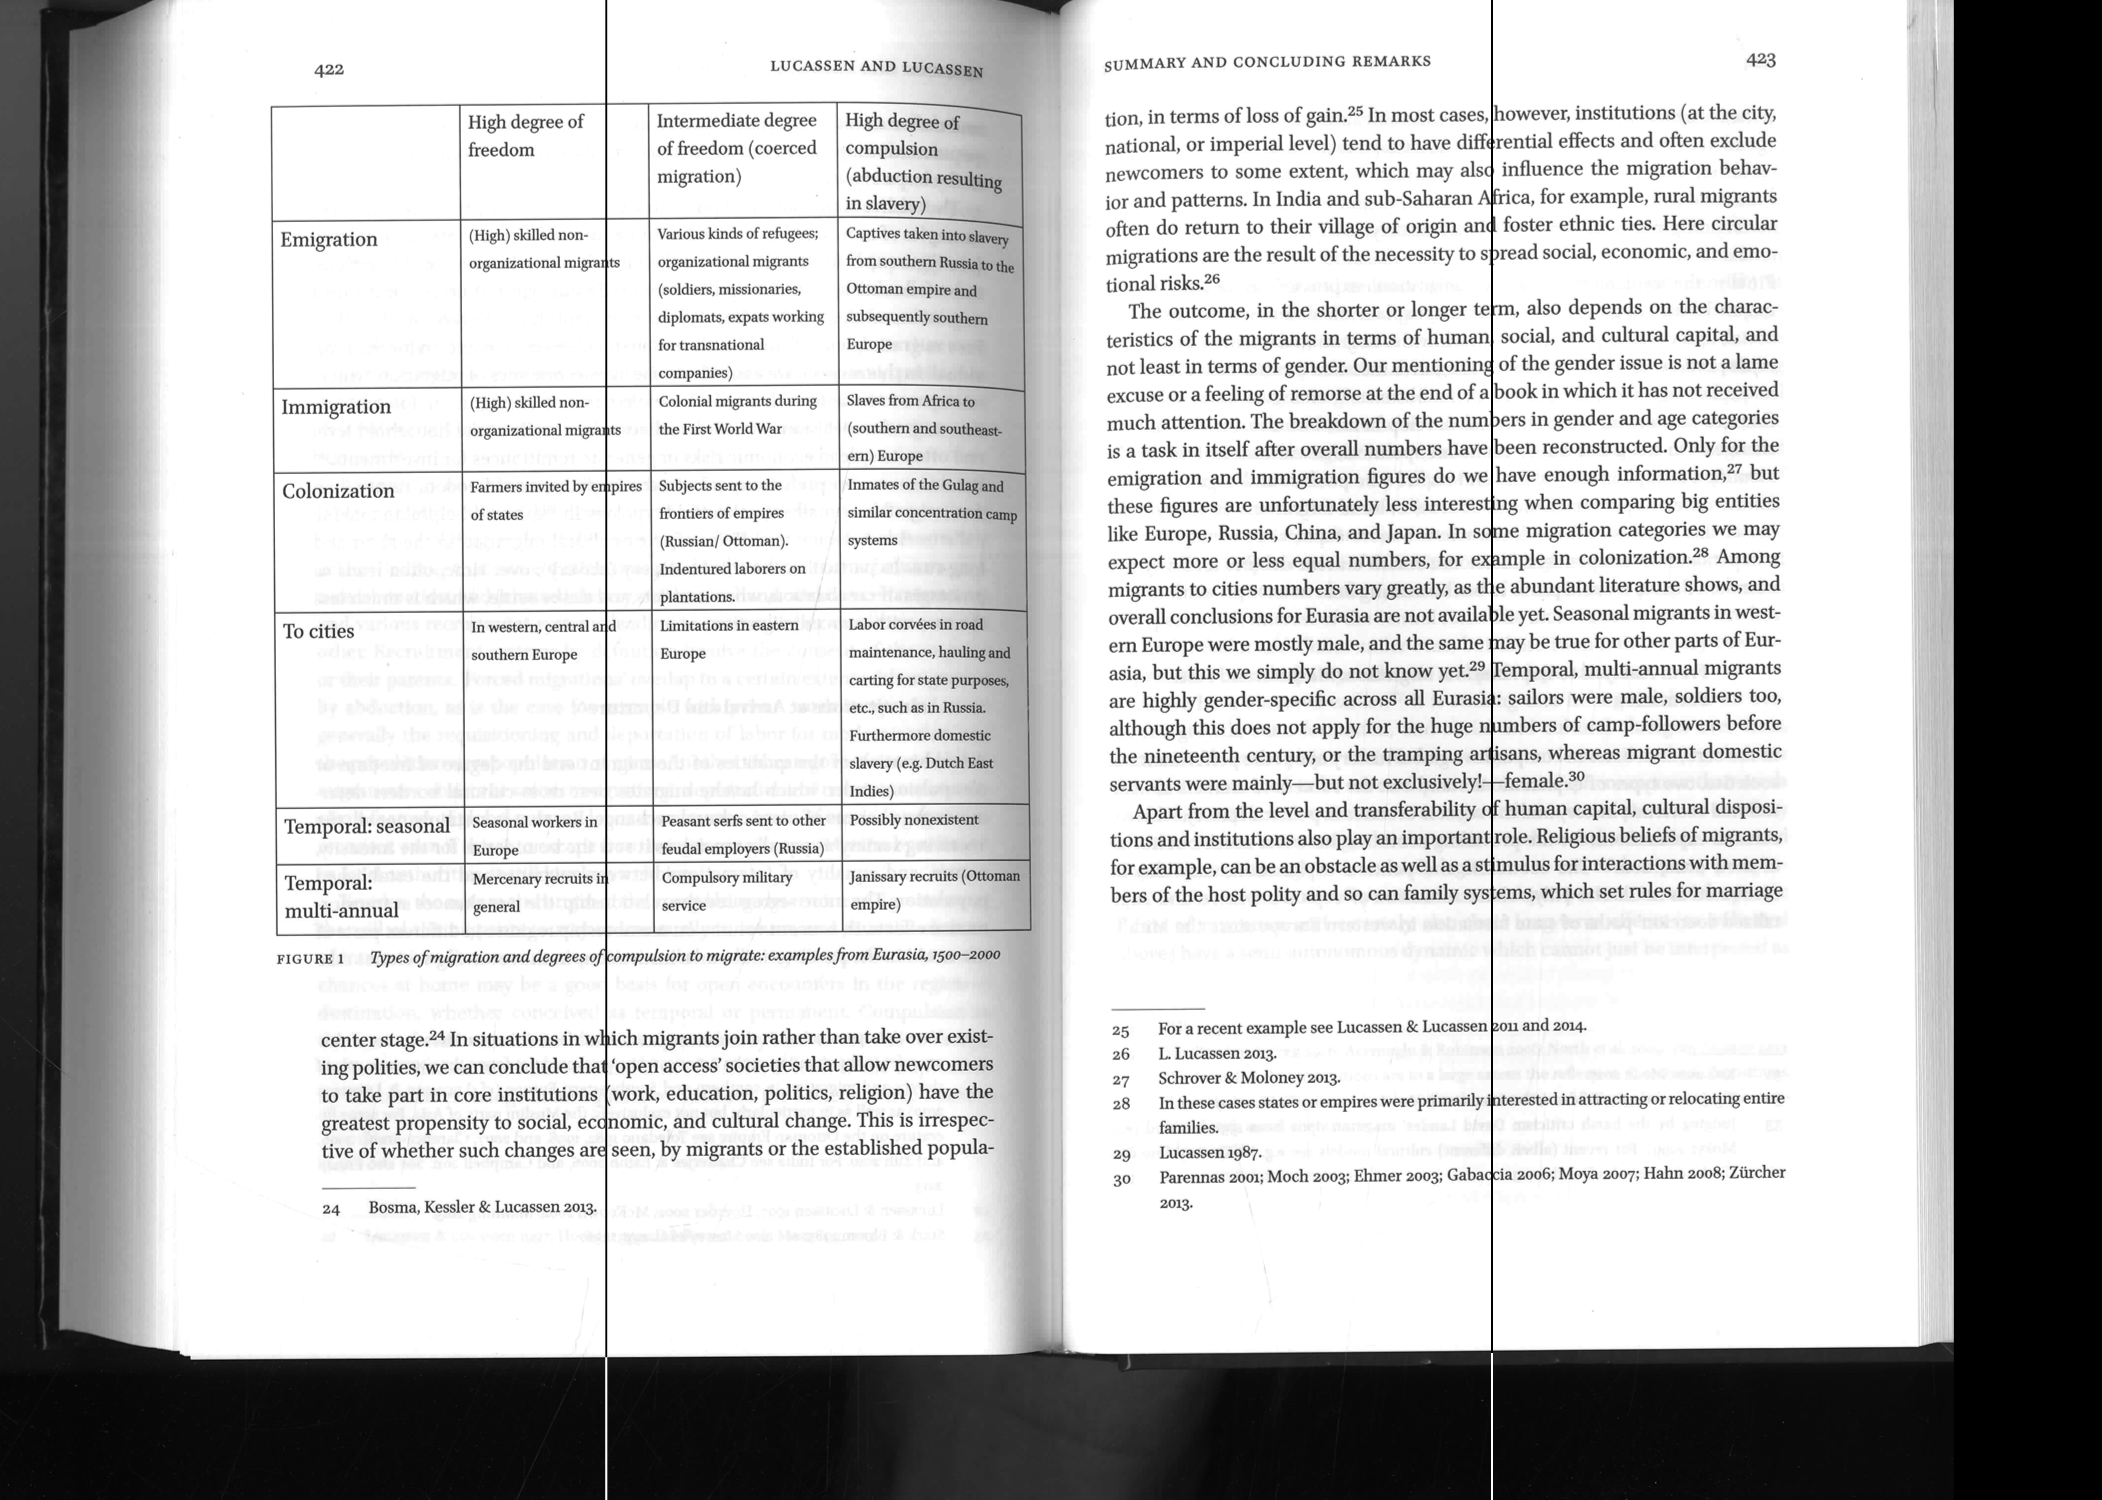 422
LUCASSEN AND LUCASSEN
High degree of
freedom
Intermediate degree
of freedom (coerced
migration)
High degree of
compulsion
(abduction resulting
in slavery)
Emigration
(High) skilled non-
organizational migrants
Various kinds of refugees;
organizational migrants
(soldiers, missionaries,
diplomats, expats working
for transnational
companies)
Captives taken into slavery
from southern Russia to the
Ottoman empire and
subsequently southern
Europe
Immigration
(High) skilled non-
organizational migrants
Colonial migrants during
the First World War
Slaves from Africa to
(southern and southeast-
ern) Europe
Colonization
Farmers invited by empires
of states
Subjects sent to the
frontiers of empires
(Russian/ Ottoman).
Indentured laborers on
plantations.
Inmates of the Gulag and
similar concentration camp
systems
To cities
In western, central and
southern Europe
Limitations in eastern
Europe
Labor corvées in road
maintenance, hauling and
carting for state purposes,
etc., such as in Russia.
Furthermore domestic
slavery (e.g. Dutch East
Indies)
Temporal: seasonal
Seasonal workers in
Europe
Peasant serfs sent to other
feudal employers (Russia)
Possibly nonexistent
Temporal:
multi-annual
Mercenary recruits in
general
Compulsory military
service
Janissary recruits (Ottoman
empire)
FIGURE 1 Types of migration and degrees of compulsion to migrate: examples from Eurasia, 1500–2000
center stage.24 In situations in which migrants join rather than take over exist-
ing polities, we can conclude that 'open access' societies that allow newcomers
to take part in core institutions (work, education, politics, religion) have the
greatest propensity to social, economic, and cultural change. This is irrespec-
tive of whether such changes are seen, by migrants or the established popula-
24 Bosma, Kessler & Lucassen 2013.
SUMMARY AND CONCLUDING REMARKS
423
tion, in terms of loss of gain.25 In most cases, however, institutions (at the city,
national, or imperial level) tend to have differential effects and often exclude
newcomers to some extent, which may also influence the migration behav-
ior and patterns. In India and sub-Saharan Africa, for example, rural migrants
often do return to their village of origin and foster ethnic ties. Here circular
migrations are the result of the necessity to spread social, economic, and emo-
tional risks.26
The outcome, in the shorter or longer term, also depends on the charac-
teristics of the migrants in terms of human, social, and cultural capital, and
not least in terms of gender. Our mentioning of the gender issue is not a lame
excuse or a feeling of remorse at the end of a book in which it has not received
much attention. The breakdown of the numbers in gender and age categories
is a task in itself after overall numbers have been reconstructed. Only for the
emigration and immigration figures do we have enough information,27 but
these figures are unfortunately less interesting when comparing big entities
like Europe, Russia, China, and Japan. In some migration categories we may
expect more or less equal numbers, for example in colonization.28 Among
migrants to cities numbers vary greatly, as the abundant literature shows, and
overall conclusions for Eurasia are not available yet. Seasonal migrants in west-
ern Europe were mostly male, and the same may be true for other parts of Eur-
asia, but this we simply do not know yet.29 Temporal, multi-annual migrants
are highly gender-specific across all Eurasia: sailors were male, soldiers too,
although this does not apply for the huge numbers of camp-followers before
the nineteenth century, or the tramping artisans, whereas migrant domestic
servants were mainly—but not exclusively!—female.30
Apart from the level and transferability of human capital, cultural disposi-
tions and institutions also play an important role. Religious beliefs of migrants,
for example, can be an obstacle as well as a stimulus for interactions with mem-
bers of the host polity and so can family systems, which set rules for marriage
25 For a recent example see Lucassen & Lucassen 2011 and 2014.
26 L. Lucassen 2013.
27 Schrover & Moloney 2013.
28 In these cases states or empires were primarily interested in attracting or relocating entire
families.
29 Lucassen 1987.
30 Parennas 2001; Moch 2003; Ehmer 2003; Gabaccia 2006; Moya 2007; Hahn 2008; Zürcher
2013.